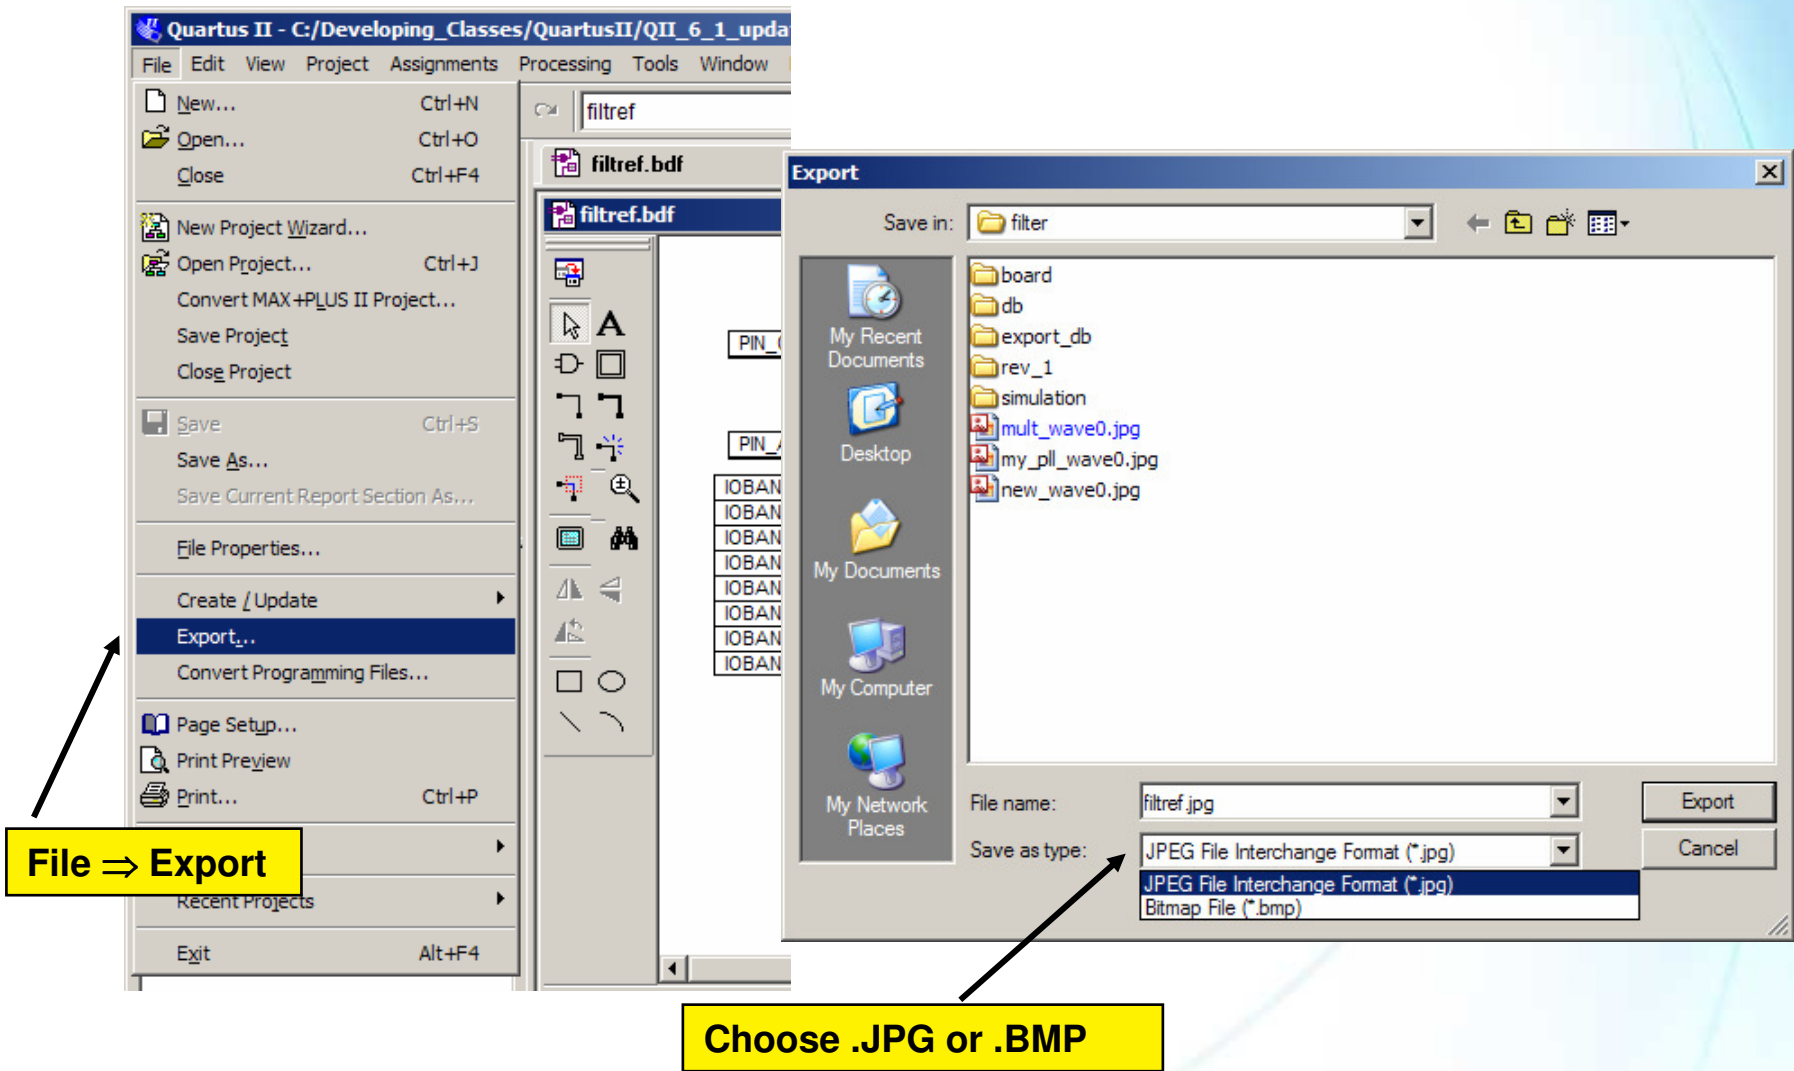 Quartus II - C:/Developing_Classes/QuartusII/QII_6_1_upda
File Edit View Project Assignments Processing Tools Window
New... Ctrl+N
Open... Ctrl+O
Close Ctrl+F4
New Project Wizard...
Open Project... Ctrl+J
Convert MAX+PLUS II Project...
Save Project
Close Project
Save Ctrl+S
Save As...
Save Current Report Section As...
File Properties...
Create / Update
Export...
Convert Programming Files...
Page Setup...
Print Preview
Print... Ctrl+P
Recent Projects
Exit Alt+F4
File ⇒ Export
filtref
filtref.bdf
filtref.bdf
A
PIN_
PIN_
IOBAN
IOBAN
IOBAN
IOBAN
IOBAN
IOBAN
IOBAN
IOBAN
Export
Save in: filter
My Recent
Documents
Desktop
My Documents
My Computer
My Network
Places
board
db
export_db
rev_1
simulation
mult_wave0.jpg
my_pll_wave0.jpg
new_wave0.jpg
File name: filtref.jpg Export
Save as type: JPEG File Interchange Format (*.jpg) Cancel
JPEG File Interchange Format (*.jpg)
Bitmap File (*.bmp)
Choose .JPG or .BMP